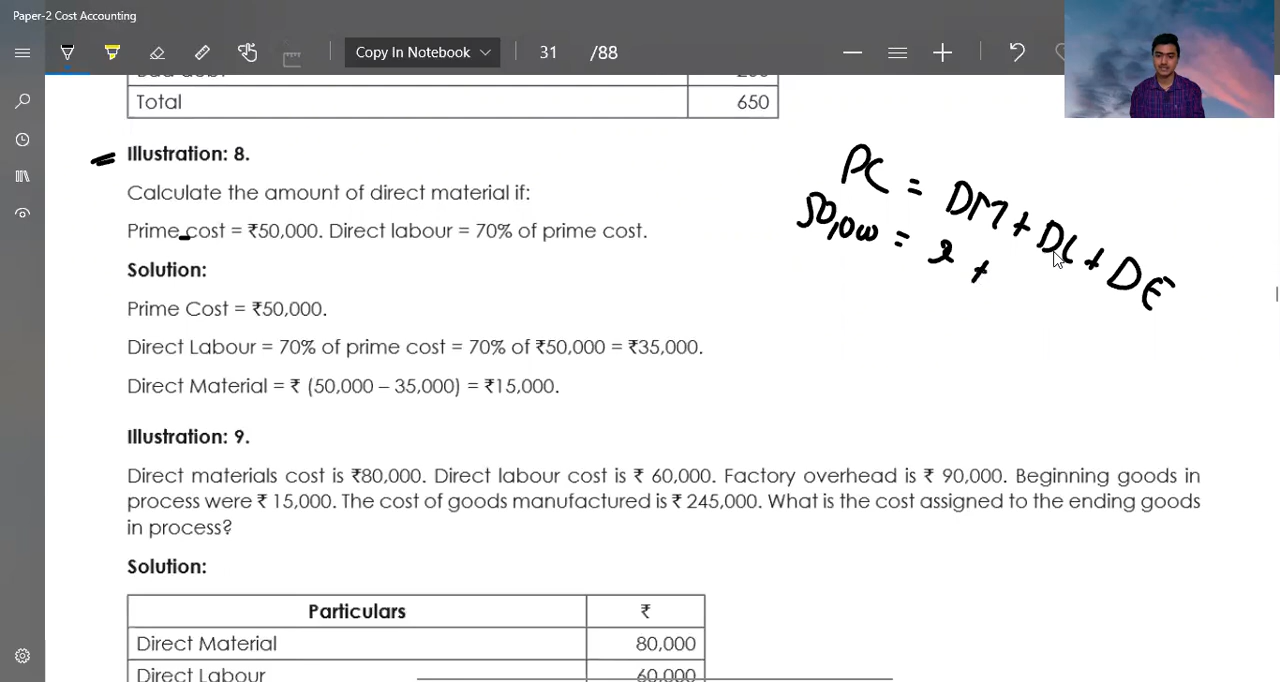 Paper-2 Cost Accounting
Copy In Notebook
31 /88
Total 650
Illustration: 8.
Calculate the amount of direct material if:
Prime cost = ₹50,000. Direct labour = 70% of prime cost.
PC = DM + DL + DE
50,000 = x +
Solution:
Prime Cost = ₹50,000.
Direct Labour = 70% of prime cost = 70% of ₹50,000 = ₹35,000.
Direct Material = ₹ (50,000 – 35,000) = ₹15,000.
Illustration: 9.
Direct materials cost is ₹80,000. Direct labour cost is ₹ 60,000. Factory overhead is ₹ 90,000. Beginning goods in
process were ₹ 15,000. The cost of goods manufactured is ₹ 245,000. What is the cost assigned to the ending goods
in process?
Solution:
Particulars ₹
Direct Material 80,000
Direct Labour 60,000